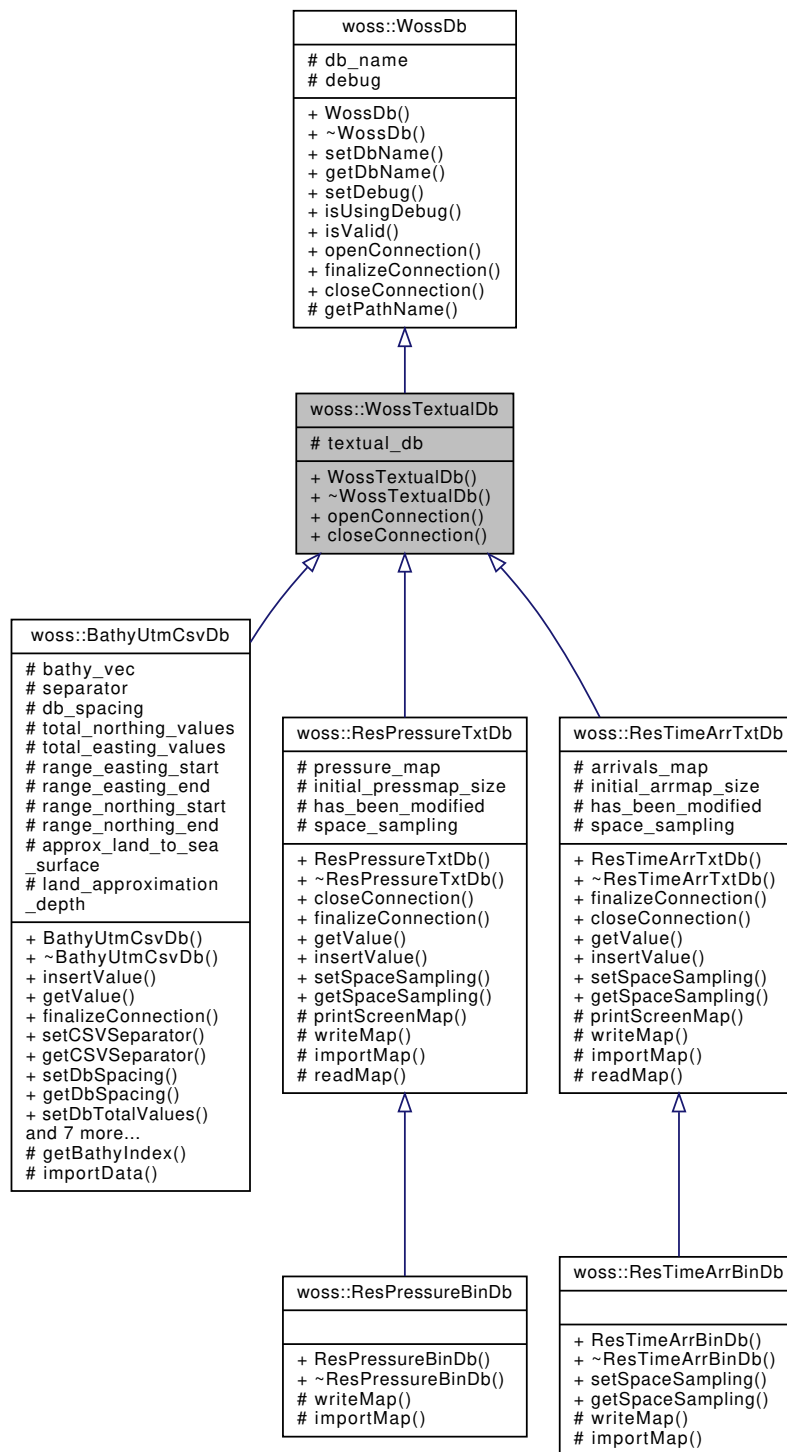 woss::WossDb
# db_name
# debug
+ WossDb()
+ ~WossDb()
+ setDbName()
+ getDbName()
+ setDebug()
+ isUsingDebug()
+ isValid()
+ openConnection()
+ finalizeConnection()
+ closeConnection()
# getPathName()
woss::WossTextualDb
# textual_db
+ WossTextualDb()
+ ~WossTextualDb()
+ openConnection()
+ closeConnection()
woss::BathyUtmCsvDb
# bathy_vec
# separator
# db_spacing
# total_northing_values
# total_easting_values
# range_easting_start
# range_easting_end
# range_northing_start
# range_northing_end
# approx_land_to_sea
_surface
# land_approximation
_depth
+ BathyUtmCsvDb()
+ ~BathyUtmCsvDb()
+ insertValue()
+ getValue()
+ finalizeConnection()
+ setCSVSeparator()
+ getCSVSeparator()
+ setDbSpacing()
+ getDbSpacing()
+ setDbTotalValues()
and 7 more...
# getBathyIndex()
# importData()
woss::ResPressureTxtDb
# pressure_map
# initial_pressmap_size
# has_been_modified
# space_sampling
+ ResPressureTxtDb()
+ ~ResPressureTxtDb()
+ closeConnection()
+ finalizeConnection()
+ getValue()
+ insertValue()
+ setSpaceSampling()
+ getSpaceSampling()
# printScreenMap()
# writeMap()
# importMap()
# readMap()
woss::ResTimeArrTxtDb
# arrivals_map
# initial_arrmap_size
# has_been_modified
# space_sampling
+ ResTimeArrTxtDb()
+ ~ResTimeArrTxtDb()
+ finalizeConnection()
+ closeConnection()
+ getValue()
+ insertValue()
+ setSpaceSampling()
+ getSpaceSampling()
# printScreenMap()
# writeMap()
# importMap()
# readMap()
woss::ResPressureBinDb
+ ResPressureBinDb()
+ ~ResPressureBinDb()
# writeMap()
# importMap()
woss::ResTimeArrBinDb
+ ResTimeArrBinDb()
+ ~ResTimeArrBinDb()
+ setSpaceSampling()
+ getSpaceSampling()
# writeMap()
# importMap()